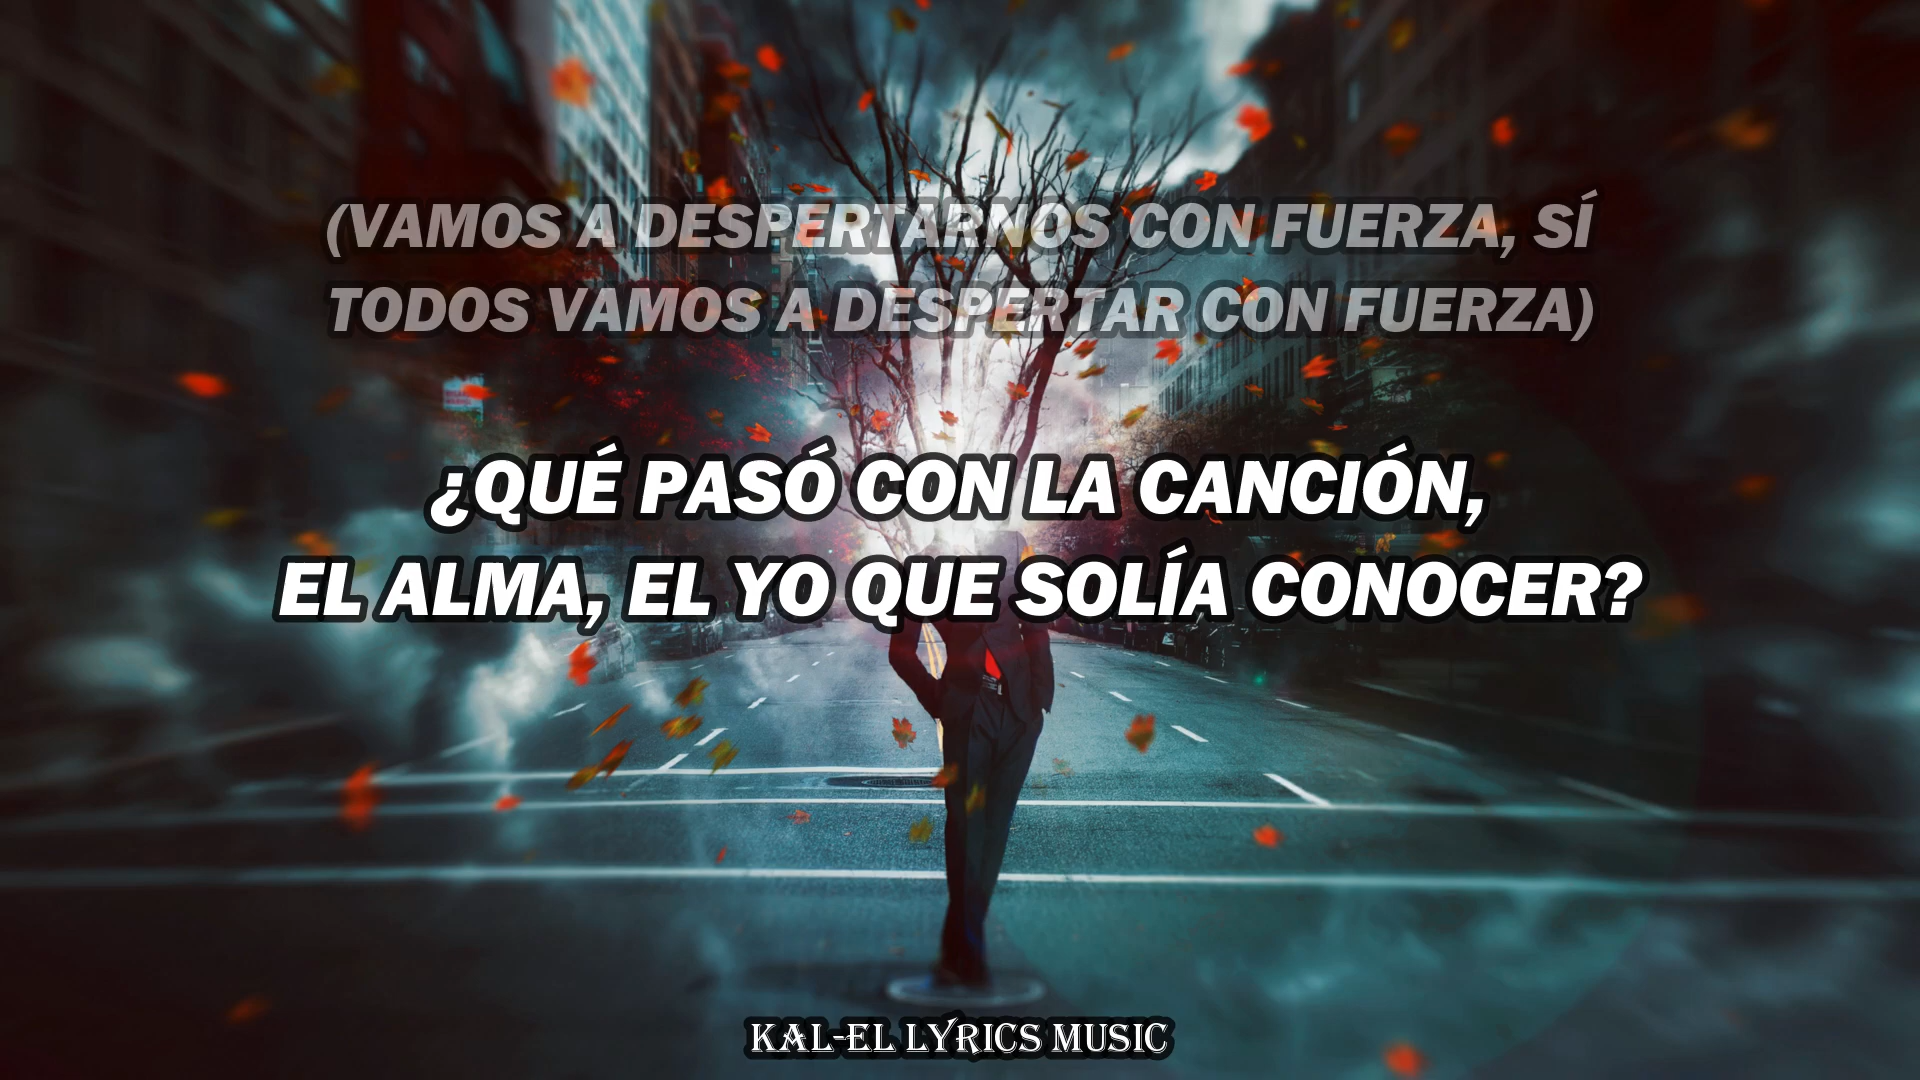 (VAMOS A DESPERTARNOS CON FUERZA, SÍ
TODOS VAMOS A DESPERTAR CON FUERZA)
¿QUÉ PASÓ CON LA CANCIÓN,
EL ALMA, EL YO QUE SOLÍA CONOCER?
KAL-EL LYRICS MUSIC